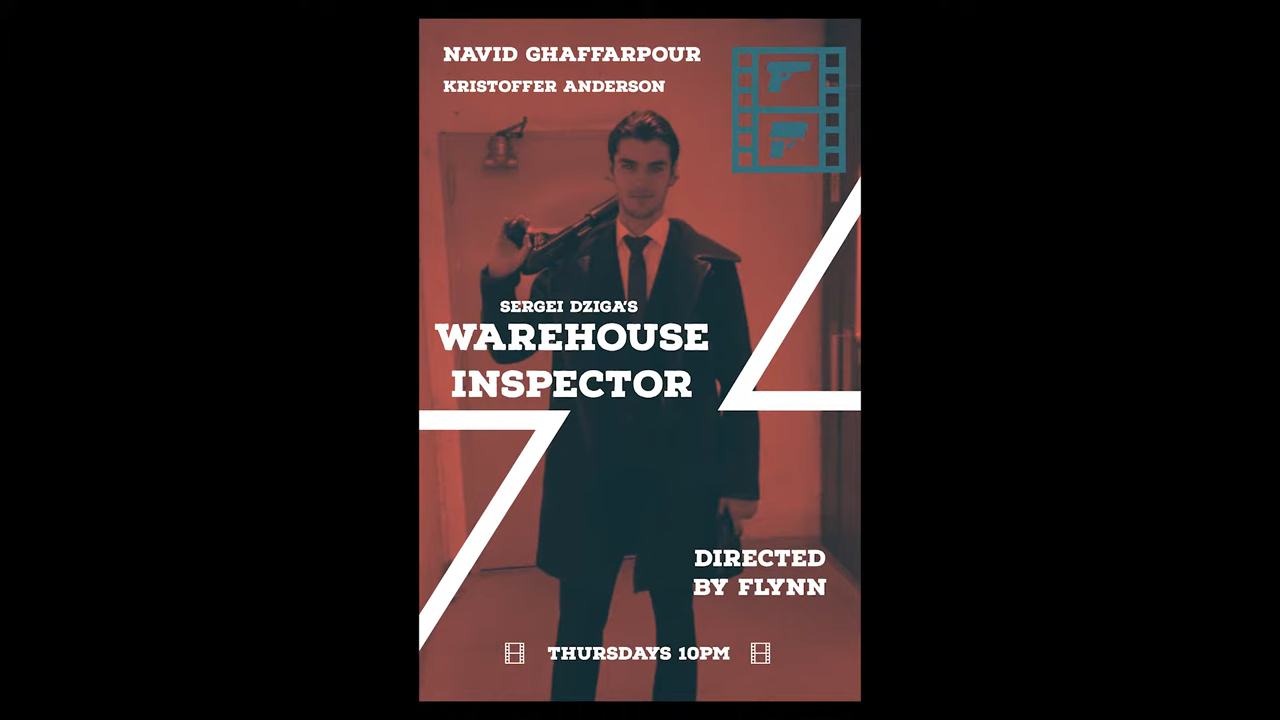 NAVID GHAFFARPOUR
KRISTOFFER ANDERSON
SERGEI DZIGA'S
WAREHOUSE
INSPECTOR
DIRECTED
BY FLYNN
THURSDAYS 10PM